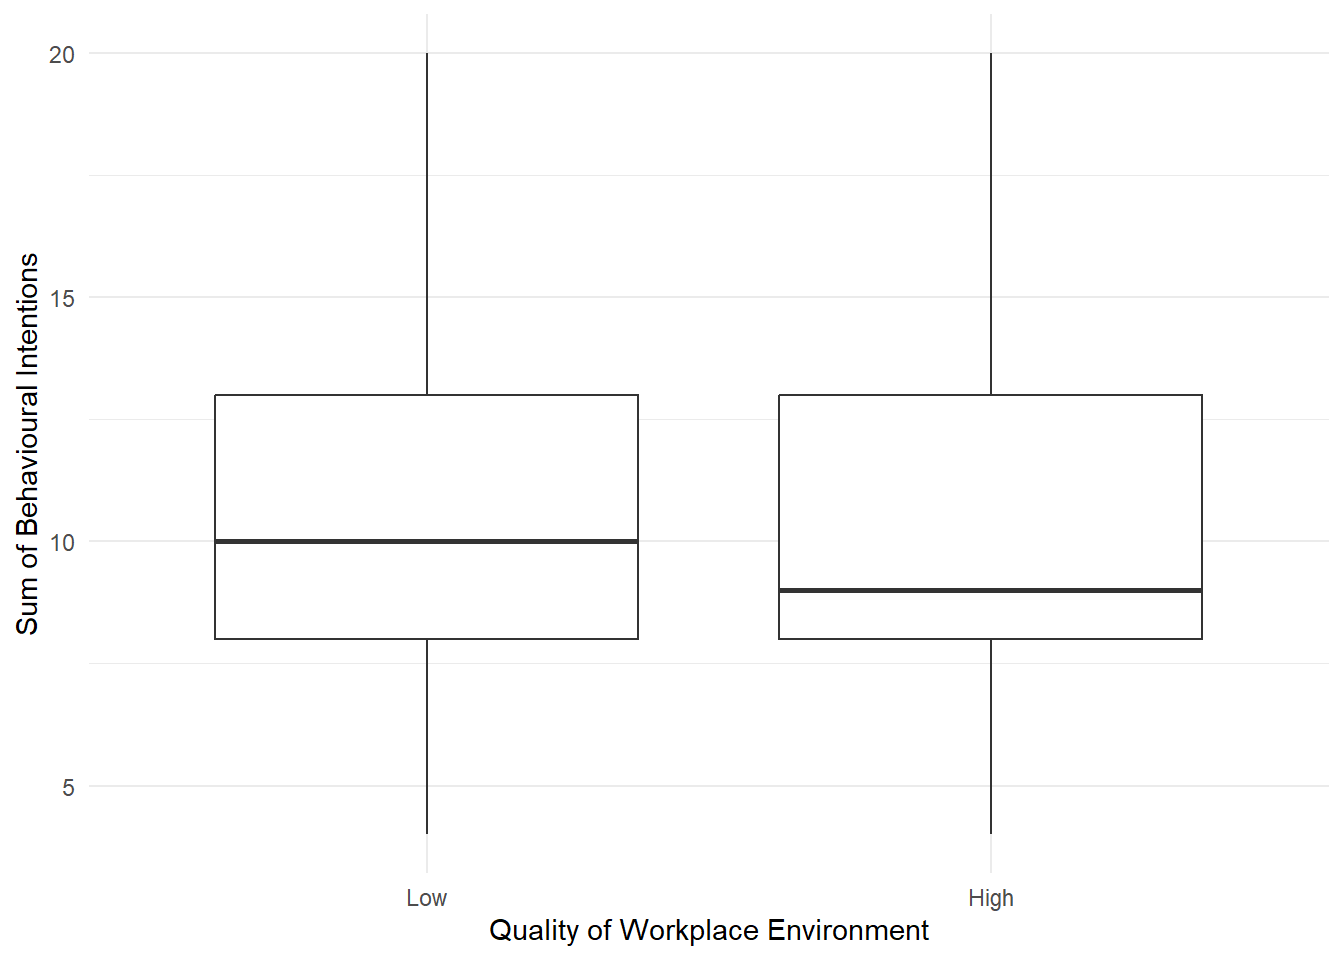 Sum of Behavioural Intentions
20
15
10
5
Low
High
Quality of Workplace Environment